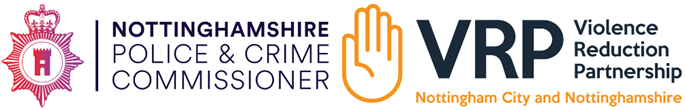 NOTTINGHAMSHIRE
POLICE & CRIME
COMMISSIONER
VRP
Violence
Reduction
Partnership
Nottingham City and Nottinghamshire